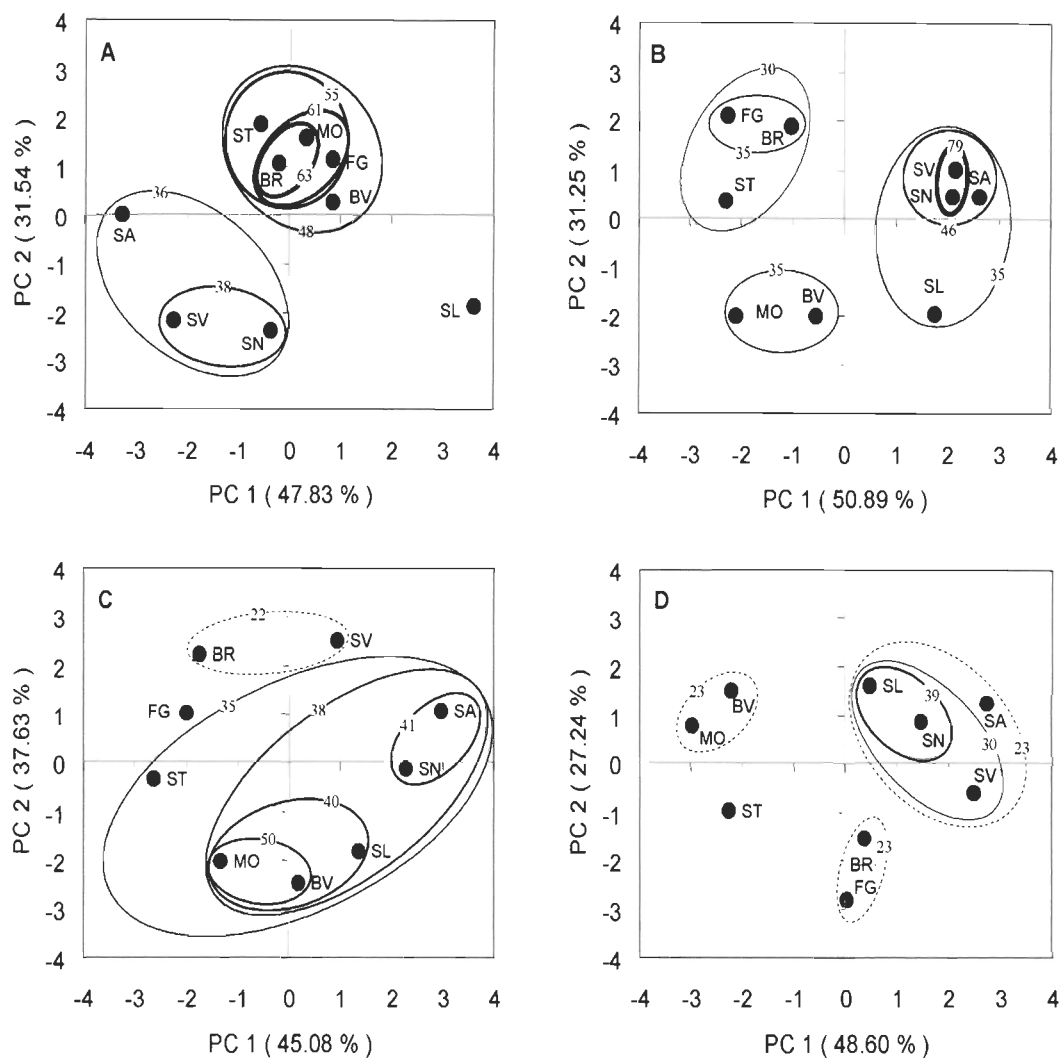 A
4
3
2
1
0
-1
-2
-3
-4
PC 2 ( 31.54 % )
55
61
ST
MO
FG
BR
63
BV
48
36
SA
38
SV
SN
SL
-4 -3 -2 -1 0 1 2 3 4
PC 1 ( 47.83 % )
B
4
3
2
1
0
-1
-2
-3
-4
PC 2 ( 31.25 % )
30
FG
BR
35
ST
79
SV
SA
SN
46
35
SL
35
MO
BV
-4 -3 -2 -1 0 1 2 3 4
PC 1 ( 50.89 % )
C
4
3
2
1
0
-1
-2
-3
-4
PC 2 ( 37.63 % )
22
BR
SV
FG
35
38
41
SA
SN
ST
40
50
MO
SL
BV
-4 -3 -2 -1 0 1 2 3 4
PC 1 ( 45.08 % )
D
4
3
2
1
0
-1
-2
-3
-4
PC 2 ( 27.24 % )
23
BV
MO
SL
39
SA
SN
30
23
SV
ST
23
BR
FG
-4 -3 -2 -1 0 1 2 3 4
PC 1 ( 48.60 % )